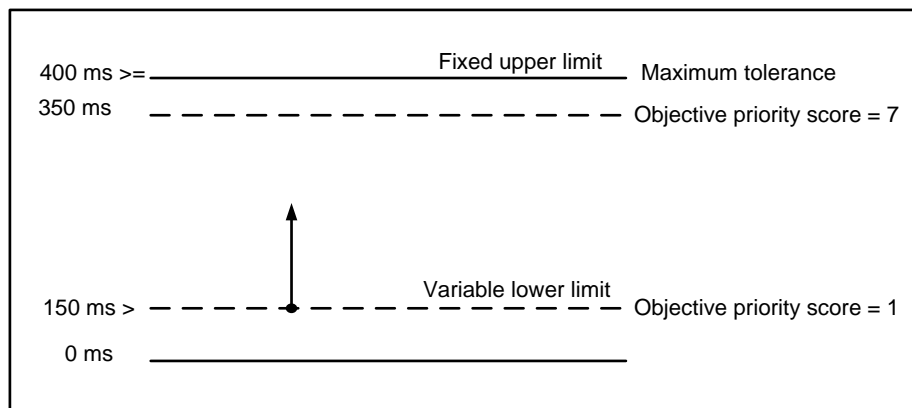 Fixed upper limit
400 ms >= Maximum tolerance
350 ms Objective priority score = 7
Variable lower limit
150 ms > Objective priority score = 1
0 ms